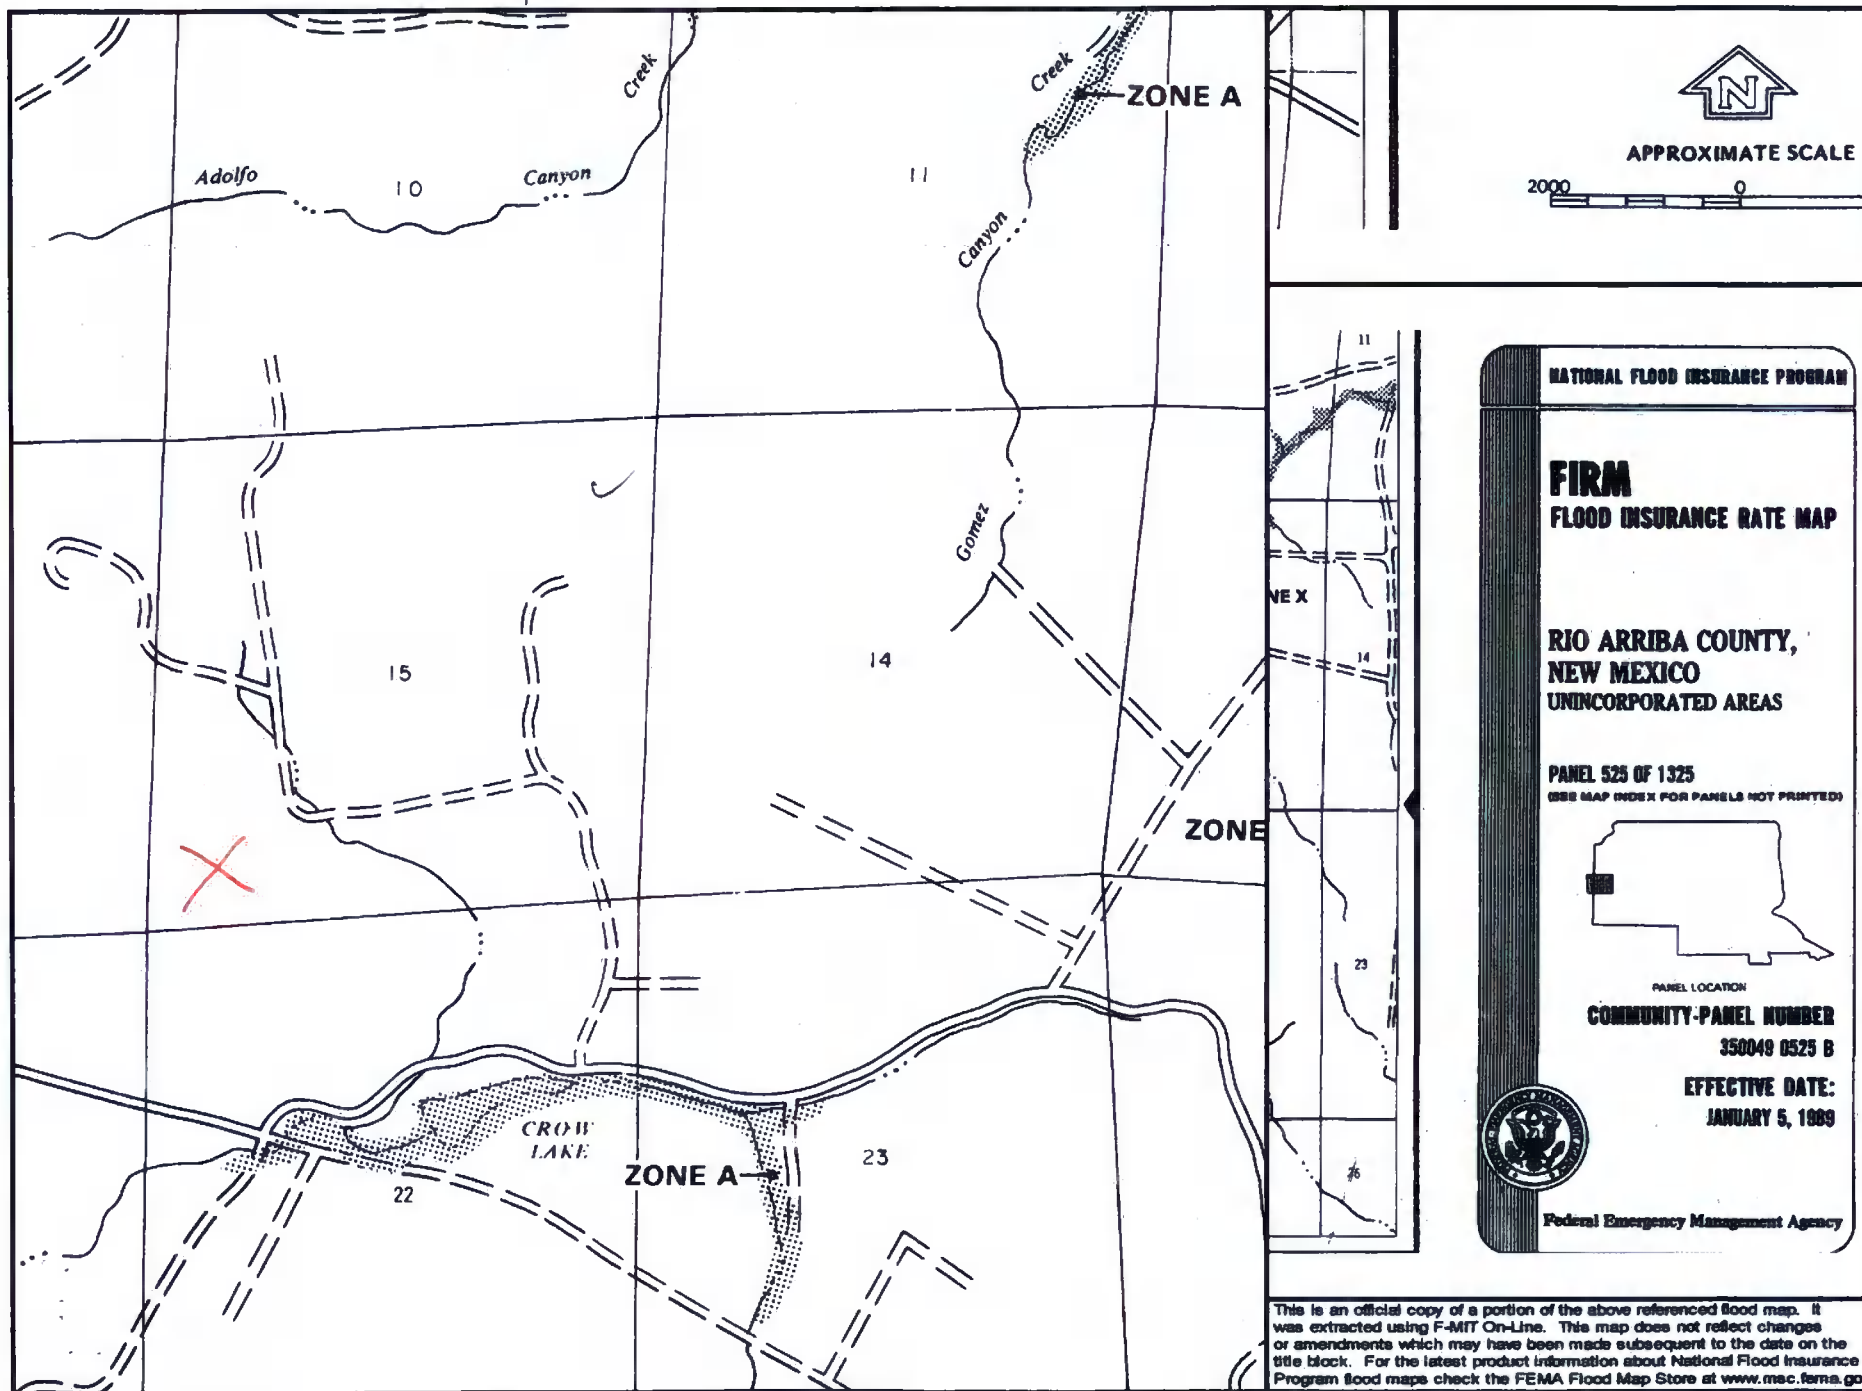 Creek
Creek
ZONE A
Adolfo
10
Canyon
11
Canyon
15
Gomez
14
ZONE
CROW
LAKE
ZONE A
22
23
11
NE X
14
23
26
N
APPROXIMATE SCALE
2000 0
NATIONAL FLOOD INSURANCE PROGRAM
FIRM
FLOOD INSURANCE RATE MAP
RIO ARRIBA COUNTY,
NEW MEXICO
UNINCORPORATED AREAS
PANEL 525 OF 1325
(SEE MAP INDEX FOR PANELS NOT PRINTED)
PANEL LOCATION
COMMUNITY-PANEL NUMBER
350049 0525 B
EFFECTIVE DATE:
JANUARY 5, 1989
Federal Emergency Management Agency
This is an official copy of a portion of the above referenced flood map. It
was extracted using F-MIT On-Line. This map does not reflect changes
or amendments which may have been made subsequent to the date on the
title block. For the latest product information about National Flood Insurance
Program flood maps check the FEMA Flood Map Store at www.msc.fema.go